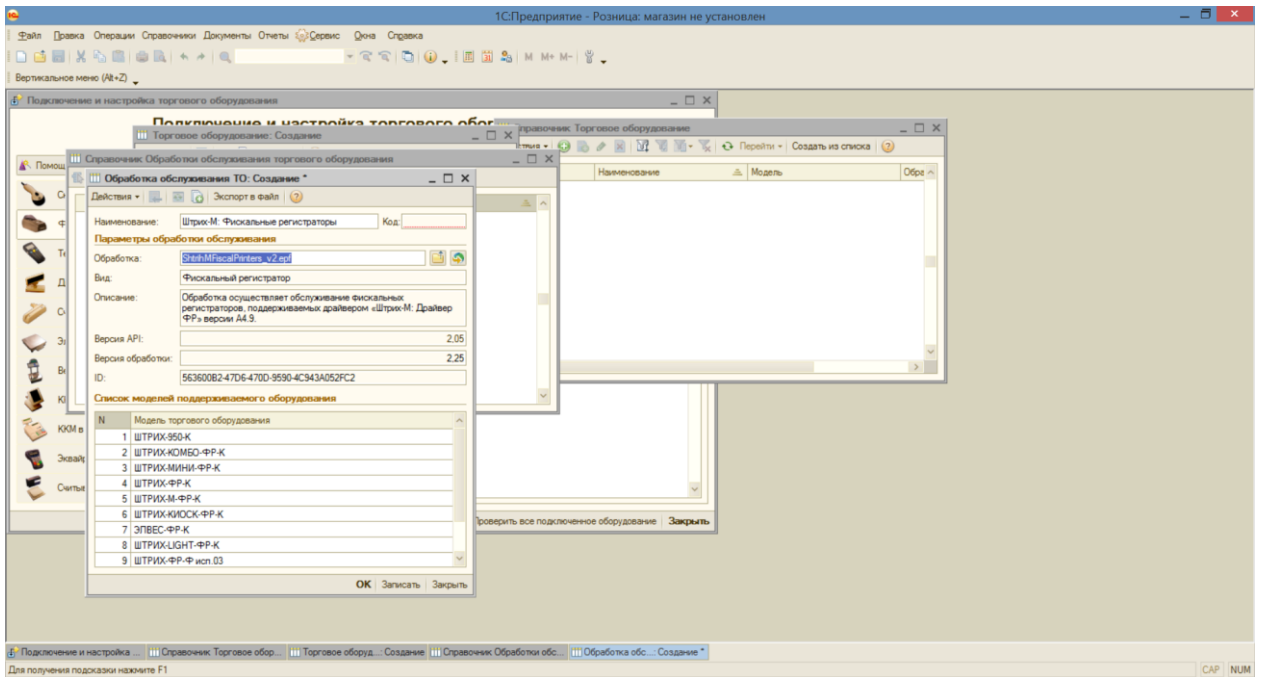 1С:Предприятие - Розница: магазин не установлен
Файл Правка Операции Справочники Документы Отчеты Сервис Окна Справка
M M+ M-
Вертикальное меню (Alt+Z)
Подключение и настройка торгового оборудования
Подключение и настройка торгового
Торговое оборудование: Создание
Справочник Торговое оборудование
Перейти Создать из списка
Наименование Модель Обра
Справочник Обработки обслуживания торгового оборудования
Обработка обслуживания ТО: Создание *
Действия Экспорт в файл
Наименование: Штрих-М: Фискальные регистраторы Код:
Параметры обработки обслуживания
Обработка: ShtrihMFiscalPrinters_v2.epf
Вид: Фискальный регистратор
Описание: Обработка осуществляет обслуживание фискальных
регистраторов, поддерживаемых драйвером «Штрих-М: Драйвер
ФР» версии А4.9.
Версия API: 2.05
Версия обработки: 2.25
ID: 563600B2-47D6-470D-9590-4C943A052FC2
Список моделей поддерживаемого оборудования
N Модель торгового оборудования
1 ШТРИХ-950-К
2 ШТРИХ-КОМБО-ФР-К
3 ШТРИХ-МИНИ-ФР-К
4 ШТРИХ-ФР-К
5 ШТРИХ-М-ФР-К
6 ШТРИХ-КИОСК-ФР-К
7 ЭЛВЕС-ФР-К
8 ШТРИХ-LIGHT-ФР-К
9 ШТРИХ-ФР-Ф исп.03
OK Записать Закрыть
Помощ
ККМ в
Эквайр
Считыв
Проверить все подключенное оборудование Закрыть
Подключение и настройка ... Справочник Торговое обор... Торговое оборуд...: Создание Справочник Обработки обс... Обработка обс...: Создание *
Для получения подсказки нажмите F1 CAP NUM